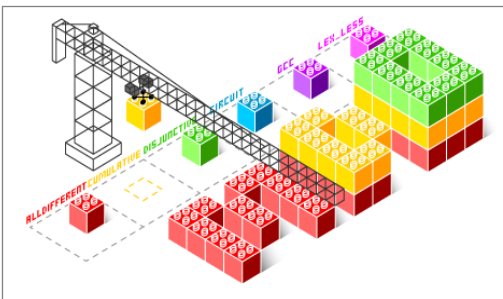 ALLDIFFERENT
CUMULATIVE
DISJUNCTIVE
CIRCUIT
GCC
LEX_LESS